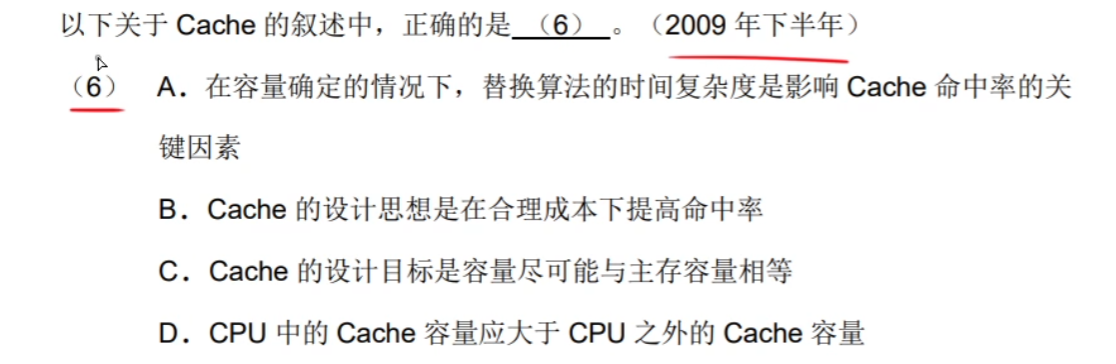 以下关于 Cache 的叙述中，正确的是 （6） 。（2009 年下半年）
（6） A．在容量确定的情况下，替换算法的时间复杂度是影响 Cache 命中率的关
键因素
B．Cache 的设计思想是在合理成本下提高命中率
C．Cache 的设计目标是容量尽可能与主存容量相等
D．CPU 中的 Cache 容量应大于 CPU 之外的 Cache 容量